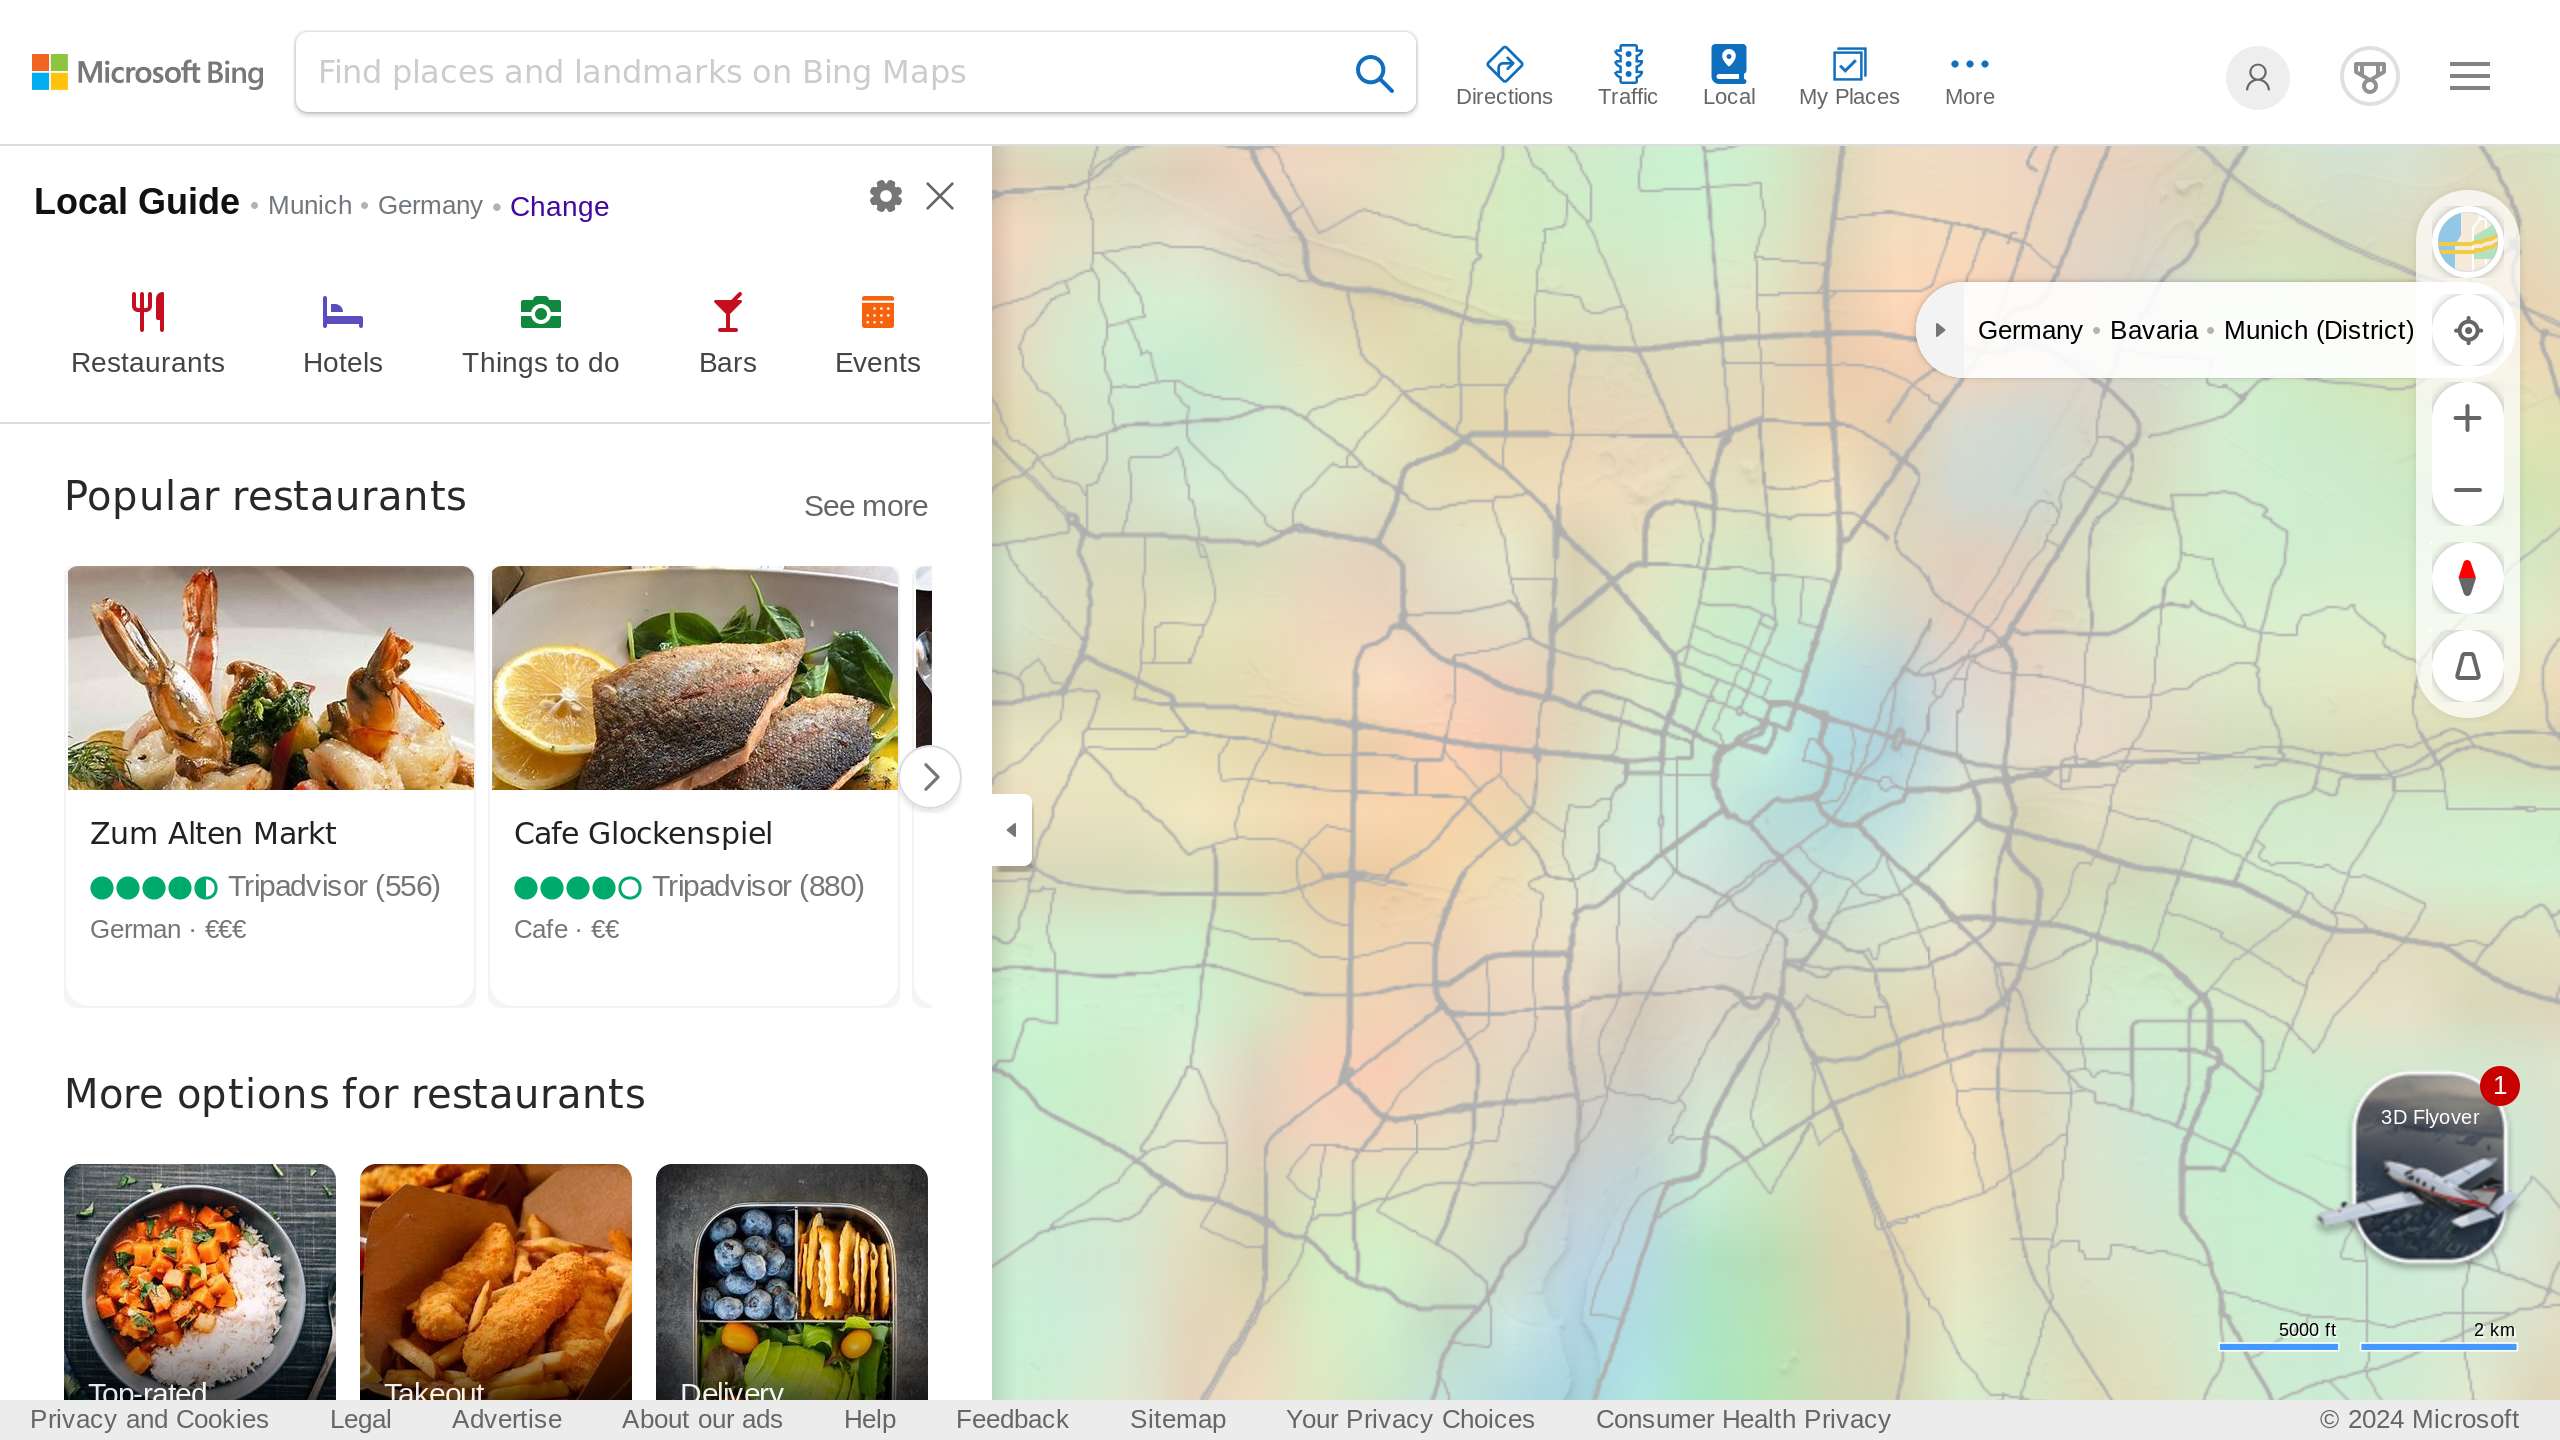 Microsoft Bing
Find places and landmarks on Bing Maps
Directions
Traffic
Local
My Places
More
Local Guide • Munich • Germany • Change
Restaurants
Hotels
Things to do
Bars
Events
Germany • Bavaria • Munich (District)
Popular restaurants
See more
Zum Alten Markt
Tripadvisor (556)
German · €€€
Cafe Glockenspiel
Tripadvisor (880)
Cafe · €€
More options for restaurants
Top-rated
Takeout
Delivery
1
3D Flyover
5000 ft
2 km
Privacy and Cookies
Legal
Advertise
About our ads
Help
Feedback
Sitemap
Your Privacy Choices
Consumer Health Privacy
© 2024 Microsoft